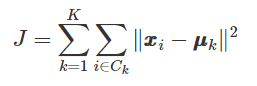 $J = \sum_{k=1}^{K} \sum_{i \in C_k} \| \boldsymbol{x}_i - \boldsymbol{\mu}_k \|^2$